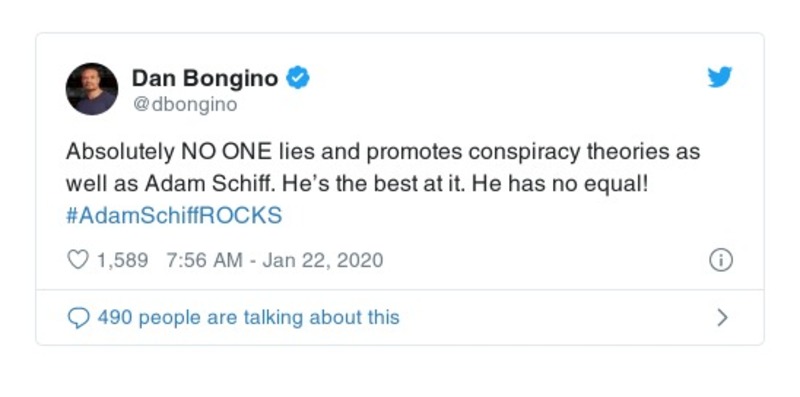 Dan Bongino
@dbongino
Absolutely NO ONE lies and promotes conspiracy theories as
well as Adam Schiff. He’s the best at it. He has no equal!
#AdamSchiffROCKS
1,589 7:56 AM - Jan 22, 2020
490 people are talking about this